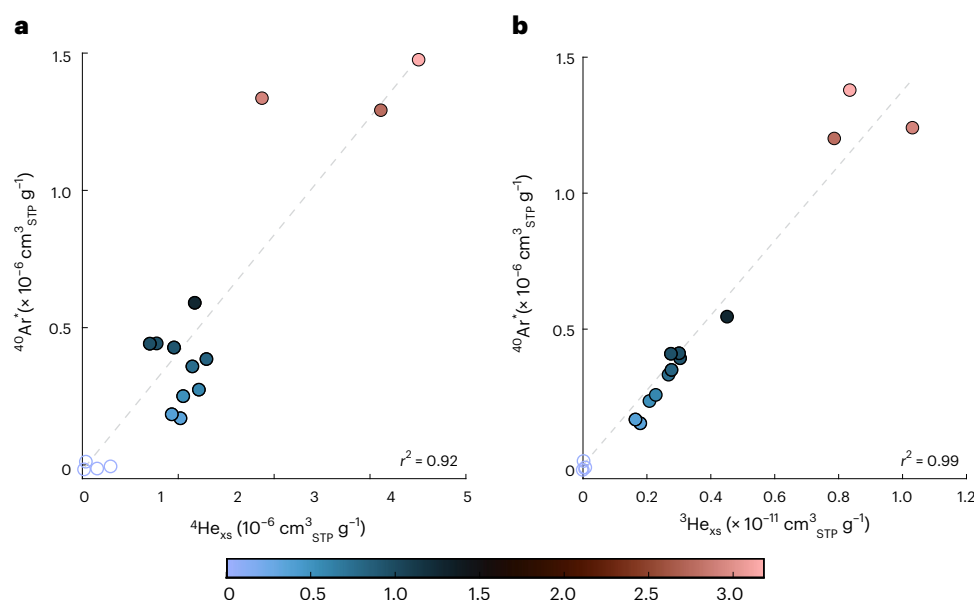 a
1.5
1.0
0.5
0
⁴⁰Ar* (× 10⁻⁶ cm³STP g⁻¹)
r² = 0.92
0 1 2 3 4 5
⁴Hexs (10⁻⁶ cm³STP g⁻¹)
b
1.5
1.0
0.5
0
⁴⁰Ar* (× 10⁻⁶ cm³STP g⁻¹)
r² = 0.99
0 0.2 0.4 0.6 0.8 1.0 1.2
³Hexs (× 10⁻¹¹ cm³STP g⁻¹)
0 0.5 1.0 1.5 2.0 2.5 3.0